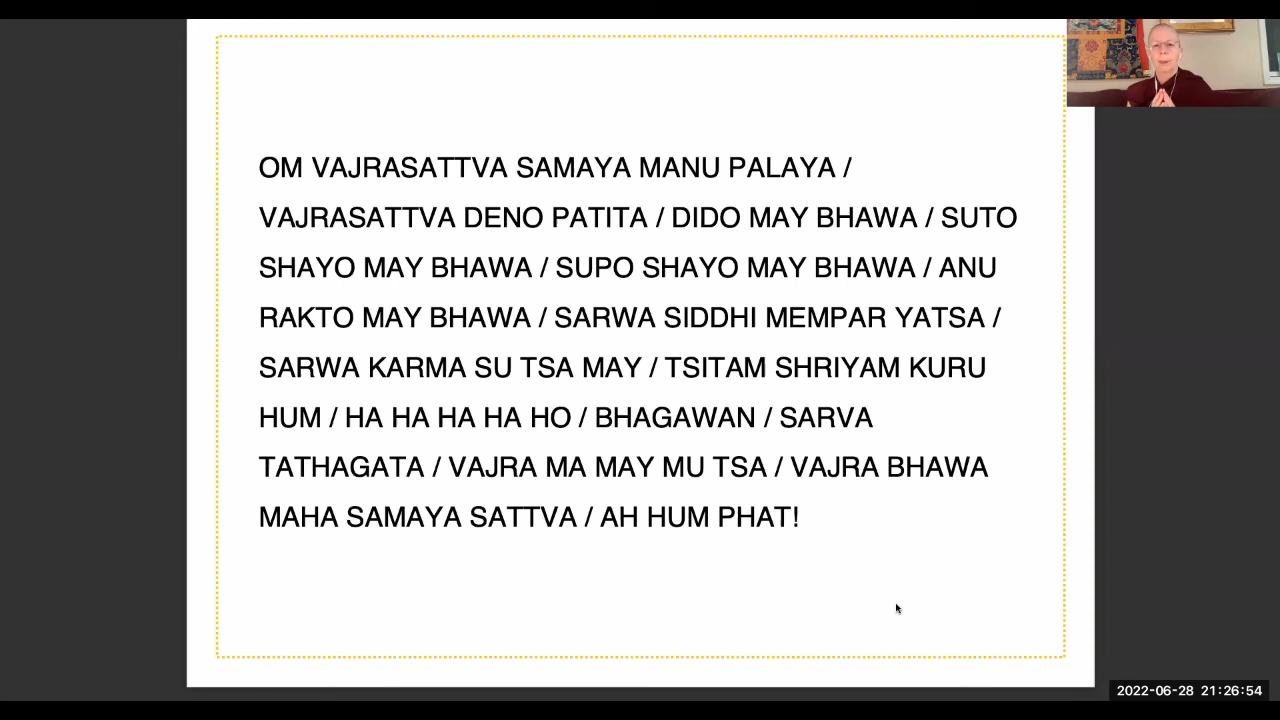 OM VAJRASATTVA SAMAYA MANU PALAYA /
VAJRASATTVA DENO PATITA / DIDO MAY BHAWA / SUTO
SHAYO MAY BHAWA / SUPO SHAYO MAY BHAWA / ANU
RAKTO MAY BHAWA / SARWA SIDDHI MEMPAR YATSA /
SARWA KARMA SU TSA MAY / TSITAM SHRIYAM KURU
HUM / HA HA HA HA HO / BHAGAWAN / SARVA
TATHAGATA / VAJRA MA MAY MU TSA / VAJRA BHAWA
MAHA SAMAYA SATTVA / AH HUM PHAT!
2022-06-28 21:26:54